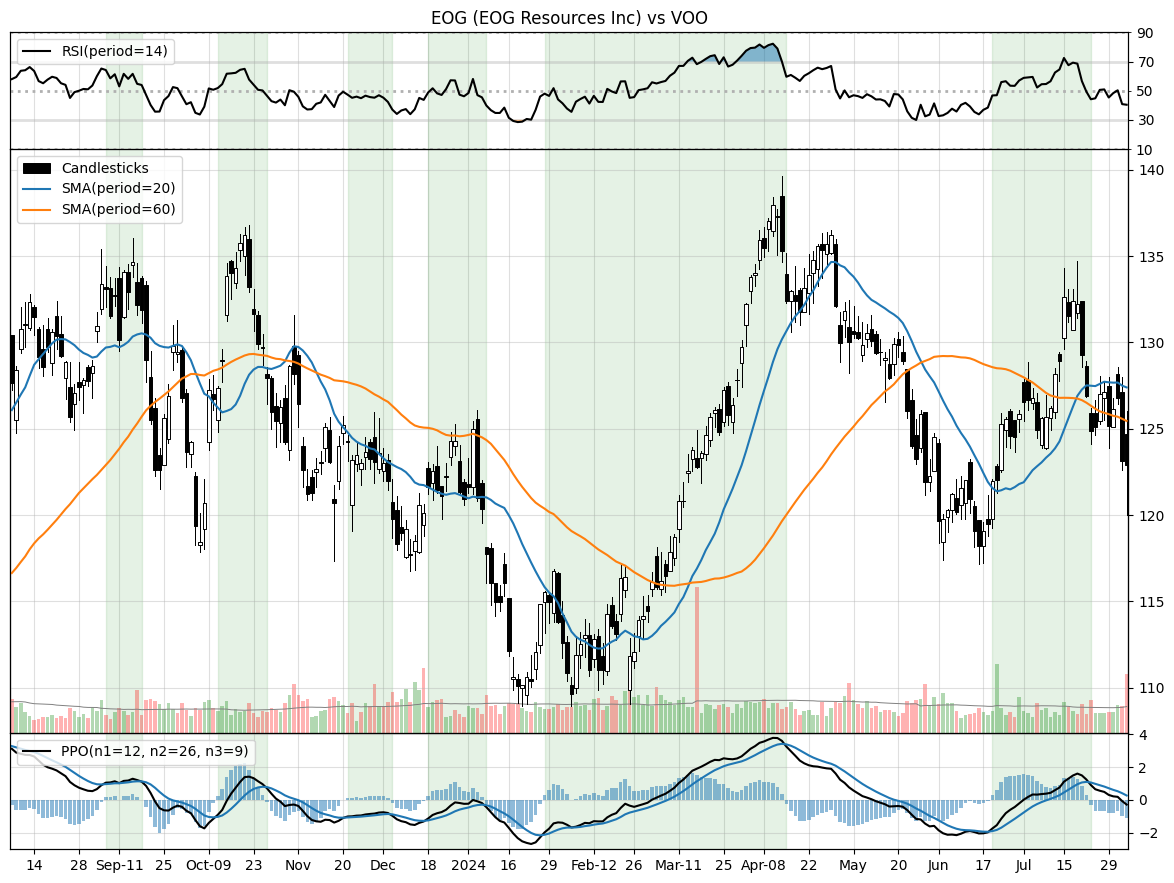 EOG (EOG Resources Inc) vs VOO
RSI(period=14)
90
70
50
30
10
Candlesticks
SMA(period=20)
SMA(period=60)
140
135
130
125
120
115
110
PPO(n1=12, n2=26, n3=9)
4
2
0
−2
14 28 Sep-11 25 Oct-09 23 Nov 20 Dec 18 2024 16 29 Feb-12 26 Mar-11 25 Apr-08 22 May 20 Jun 17 Jul 15 29